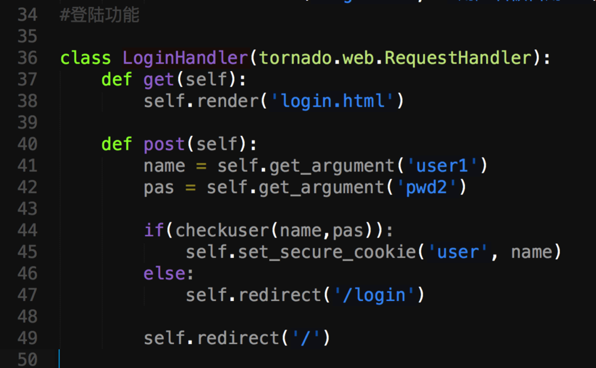 34 #登陆功能
35
36 class LoginHandler(tornado.web.RequestHandler):
37     def get(self):
38         self.render('login.html')
39
40     def post(self):
41         name = self.get_argument('user1')
42         pas = self.get_argument('pwd2')
43
44         if(checkuser(name,pas)):
45             self.set_secure_cookie('user', name)
46         else:
47             self.redirect('/login')
48
49         self.redirect('/')
50